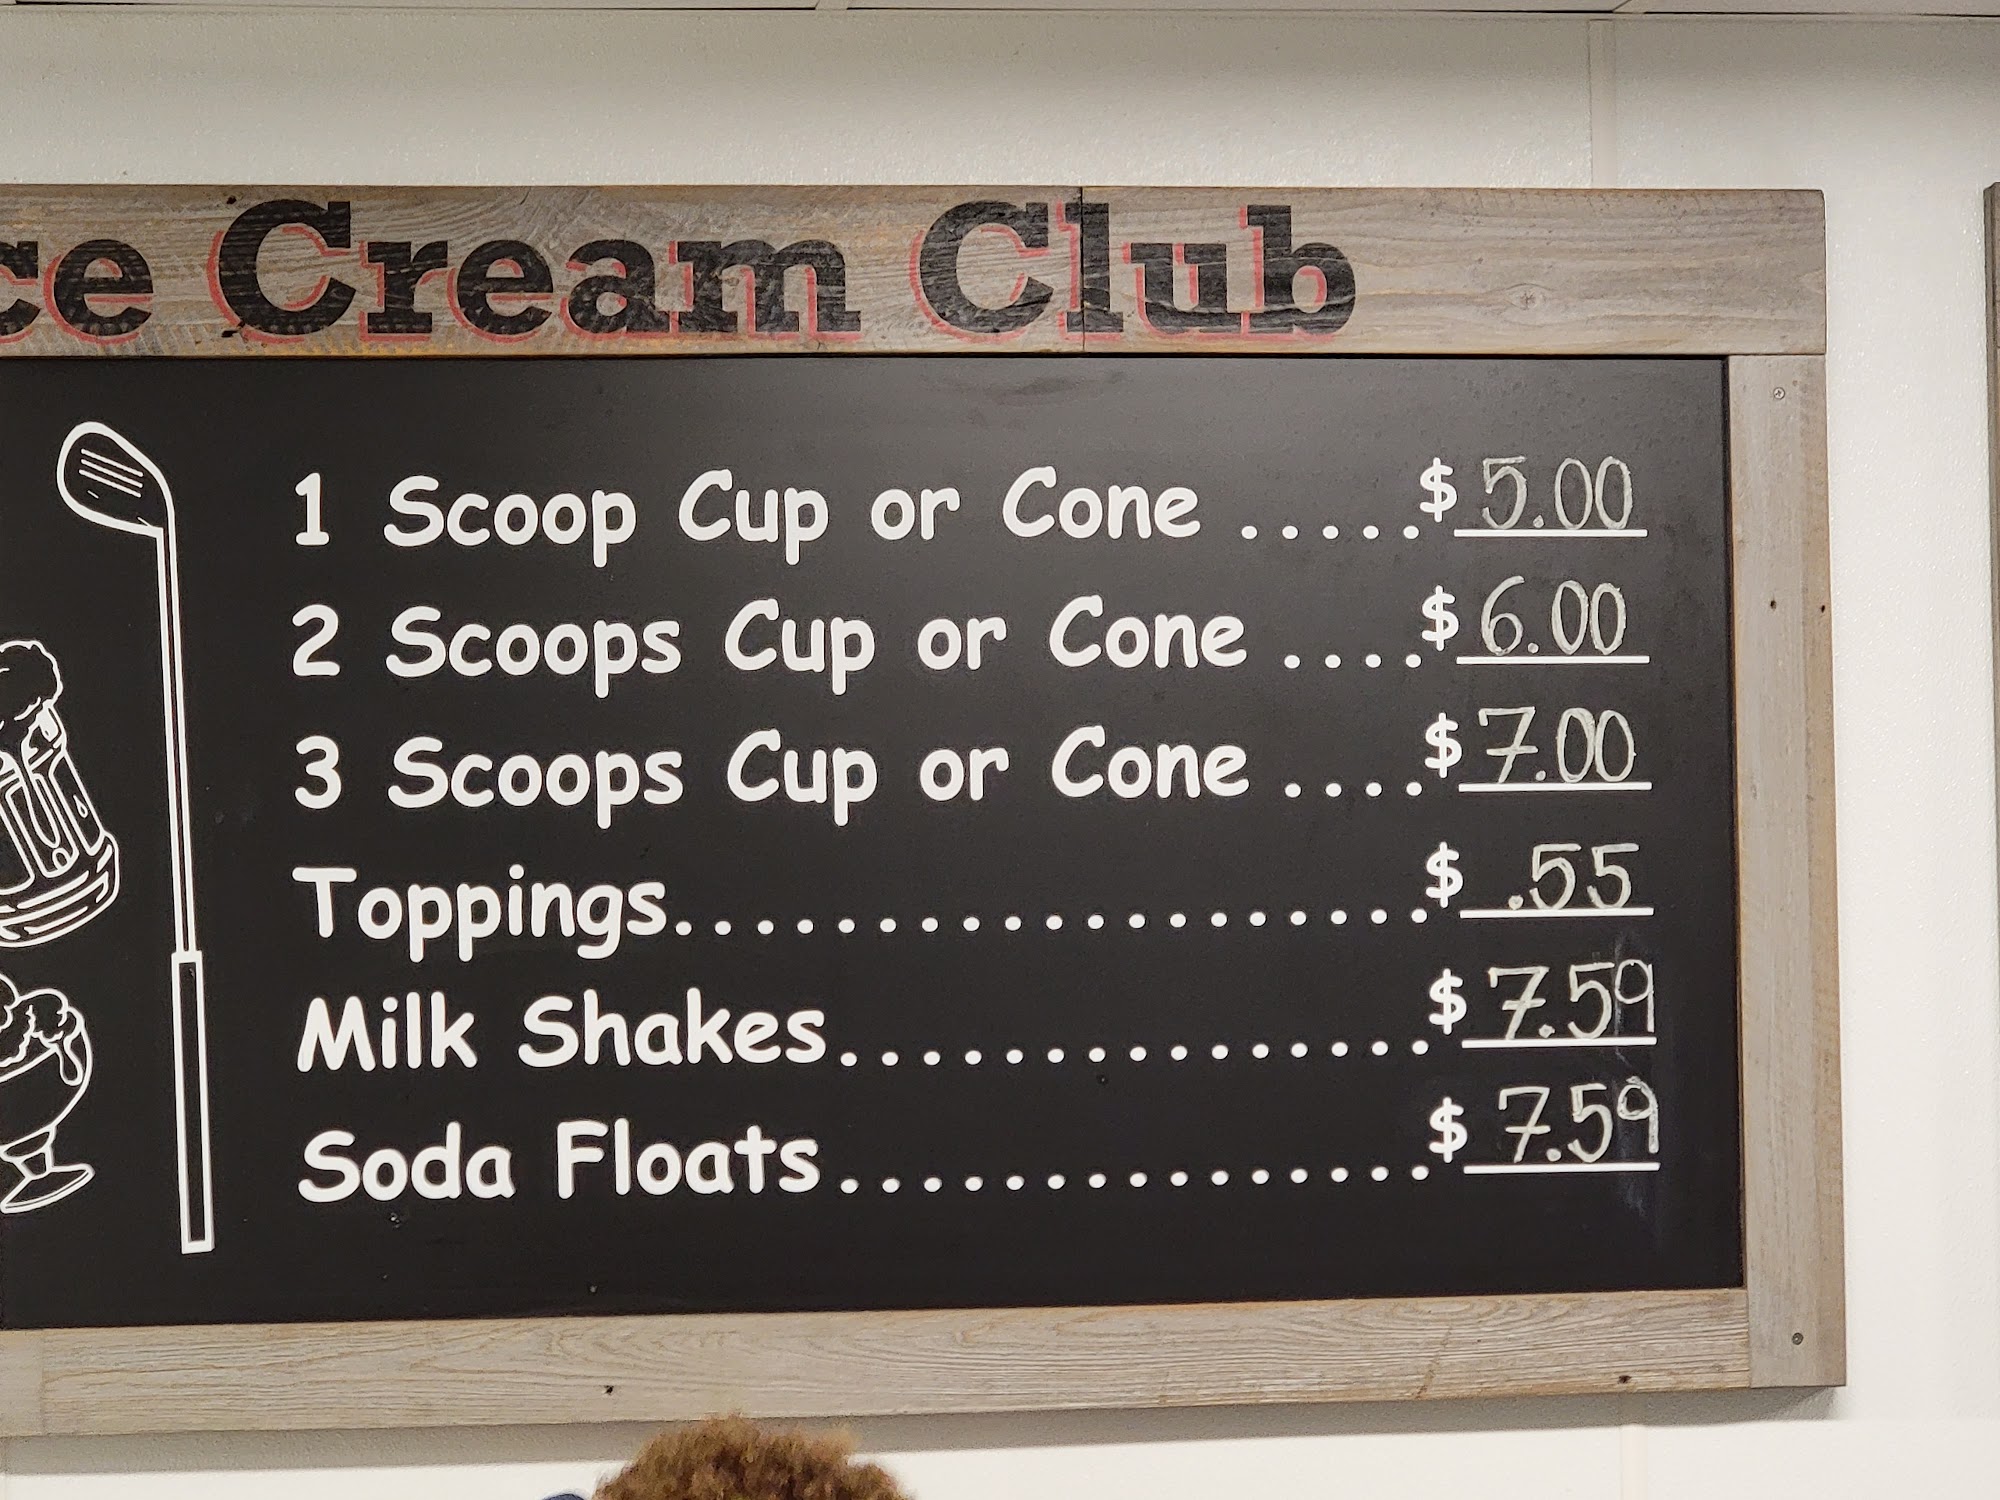 ce Cream Club
1 Scoop Cup or Cone .....$ 5.00
2 Scoops Cup or Cone ....$ 6.00
3 Scoops Cup or Cone ....$ 7.00
Toppings...................$ .55
Milk Shakes...............$ 7.59
Soda Floats...............$ 7.59